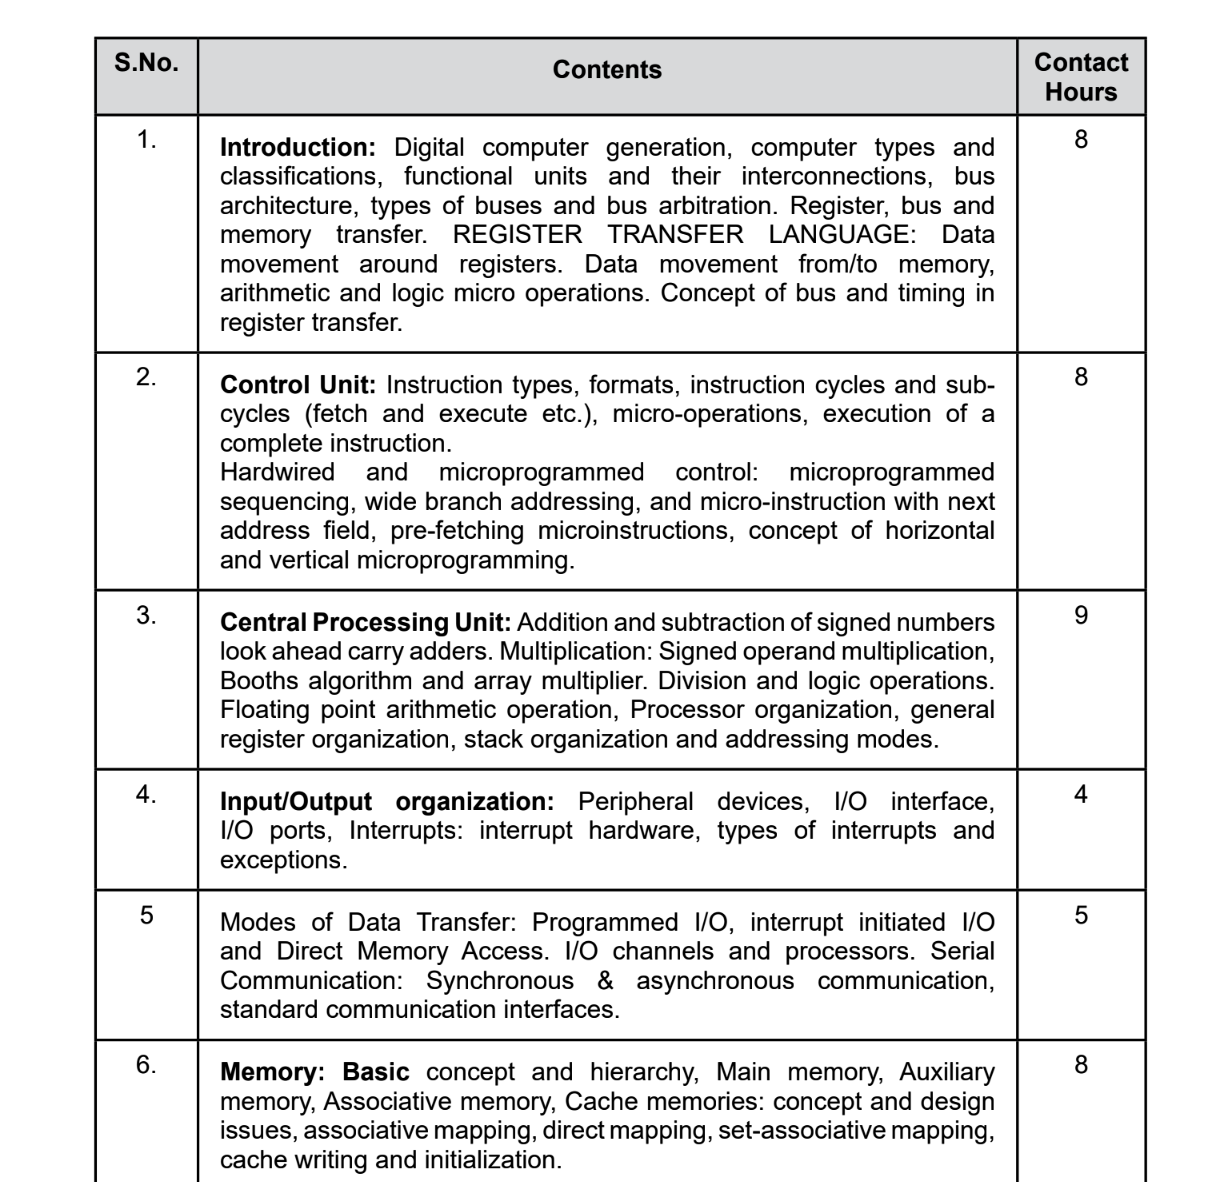 S.No.
Contents
Contact
Hours
1.
Introduction: Digital computer generation, computer types and
classifications, functional units and their interconnections, bus
architecture, types of buses and bus arbitration. Register, bus and
memory transfer. REGISTER TRANSFER LANGUAGE: Data
movement around registers. Data movement from/to memory,
arithmetic and logic micro operations. Concept of bus and timing in
register transfer.
8
2.
Control Unit: Instruction types, formats, instruction cycles and sub-
cycles (fetch and execute etc.), micro-operations, execution of a
complete instruction.
Hardwired and microprogrammed control: microprogrammed
sequencing, wide branch addressing, and micro-instruction with next
address field, pre-fetching microinstructions, concept of horizontal
and vertical microprogramming.
8
3.
Central Processing Unit: Addition and subtraction of signed numbers
look ahead carry adders. Multiplication: Signed operand multiplication,
Booths algorithm and array multiplier. Division and logic operations.
Floating point arithmetic operation, Processor organization, general
register organization, stack organization and addressing modes.
9
4.
Input/Output organization: Peripheral devices, I/O interface,
I/O ports, Interrupts: interrupt hardware, types of interrupts and
exceptions.
4
5
Modes of Data Transfer: Programmed I/O, interrupt initiated I/O
and Direct Memory Access. I/O channels and processors. Serial
Communication: Synchronous & asynchronous communication,
standard communication interfaces.
5
6.
Memory: Basic concept and hierarchy, Main memory, Auxiliary
memory, Associative memory, Cache memories: concept and design
issues, associative mapping, direct mapping, set-associative mapping,
cache writing and initialization.
8